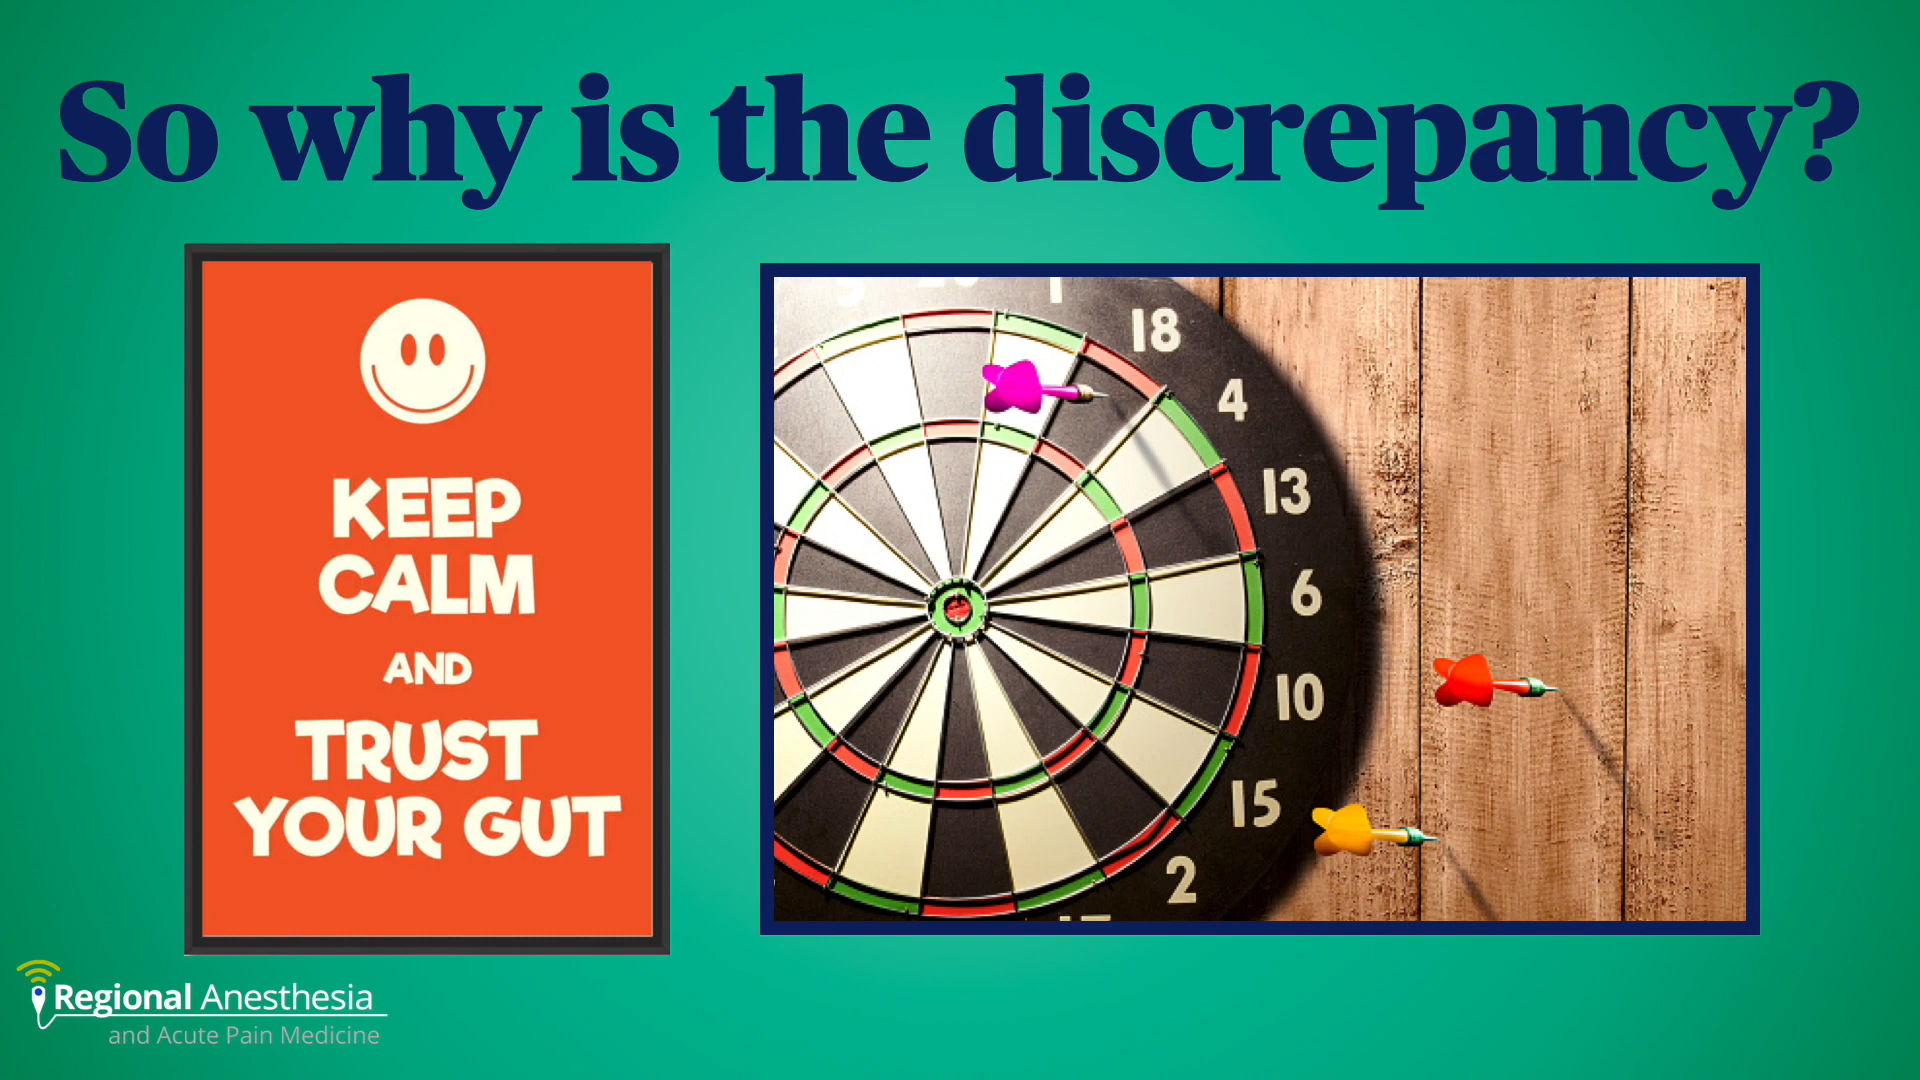 So why is the discrepancy?
KEEP
CALM
AND
TRUST
YOUR GUT
1
18
4
13
6
10
15
2
Regional Anesthesia
and Acute Pain Medicine